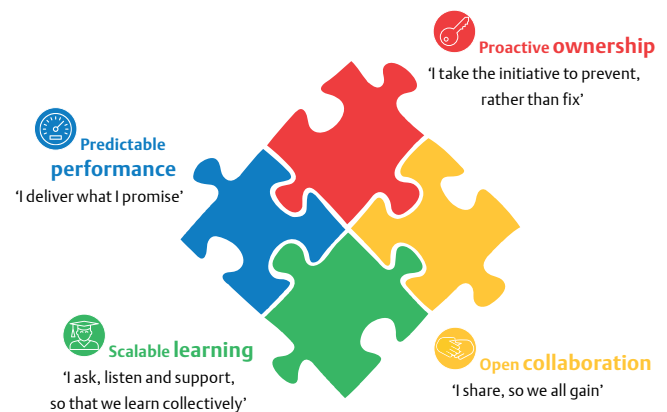 Proactive ownership
‘I take the initiative to prevent,
rather than fix’
Predictable
performance
‘I deliver what I promise’
Scalable learning
‘I ask, listen and support,
so that we learn collectively’
Open collaboration
‘I share, so we all gain’